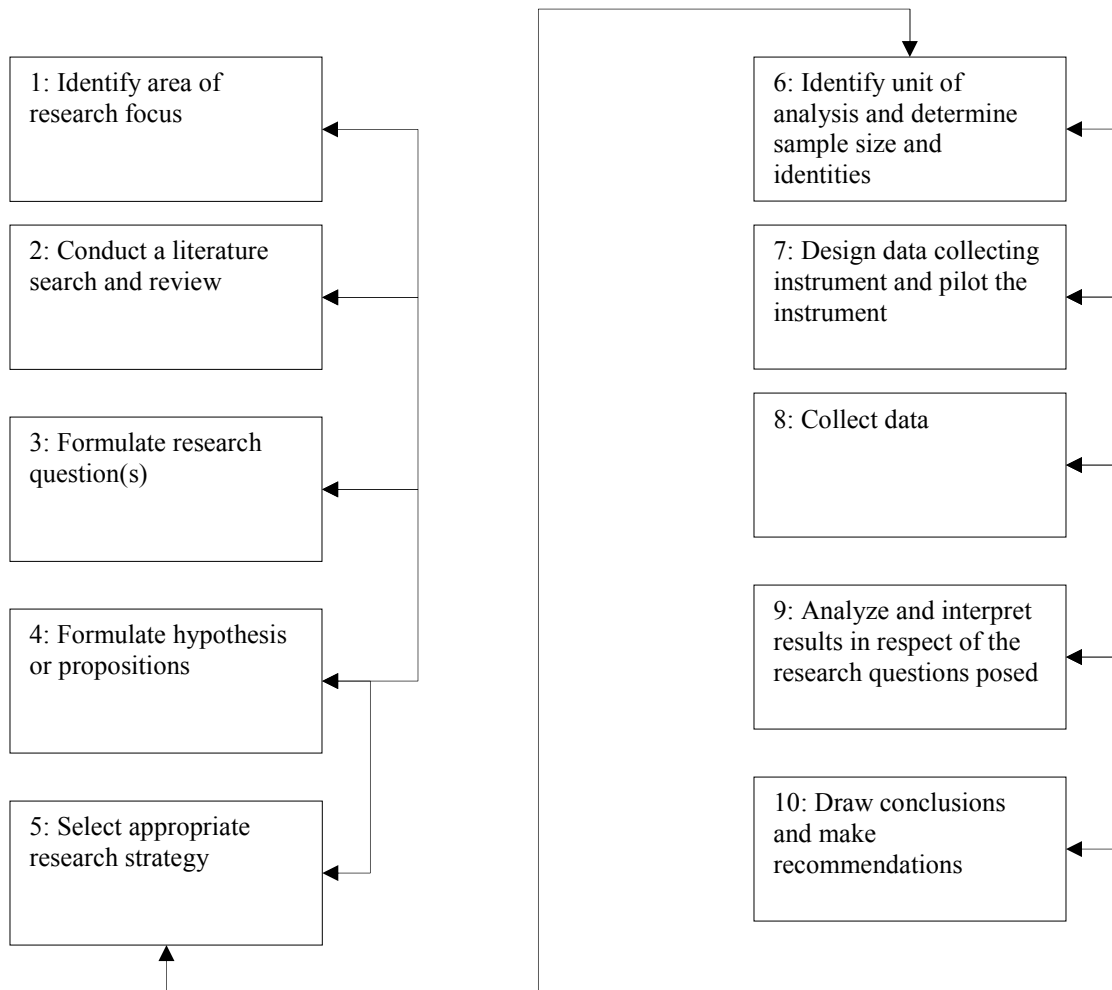 1: Identify area of
research focus
2: Conduct a literature
search and review
3: Formulate research
question(s)
4: Formulate hypothesis
or propositions
5: Select appropriate
research strategy
6: Identify unit of
analysis and determine
sample size and
identities
7: Design data collecting
instrument and pilot the
instrument
8: Collect data
9: Analyze and interpret
results in respect of the
research questions posed
10: Draw conclusions
and make
recommendations